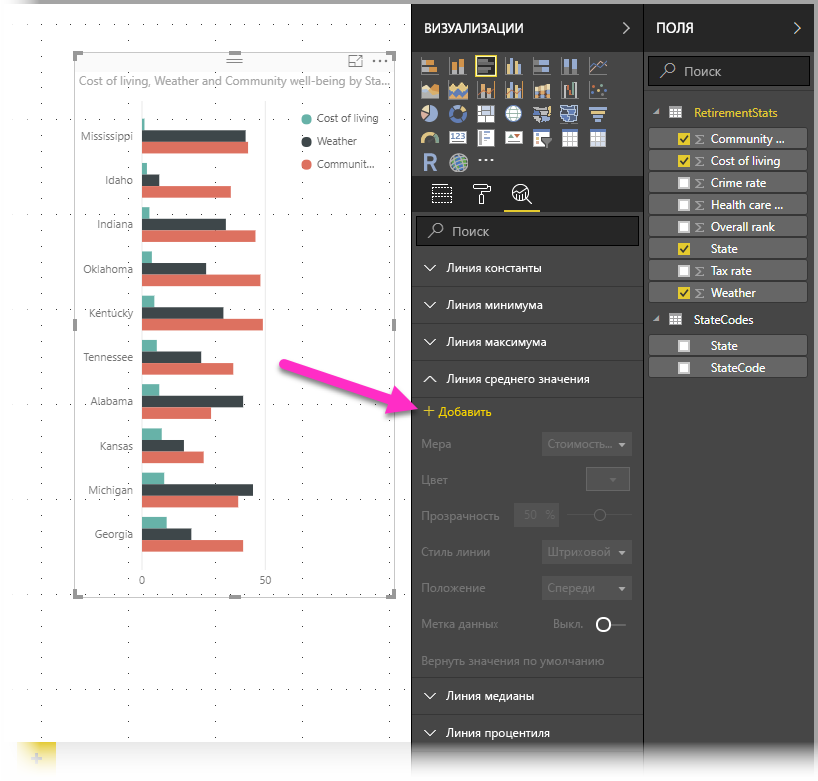 Cost of living, Weather and Community well-being by Sta...
Cost of living
Weather
Communit...
Mississippi
Idaho
Indiana
Oklahoma
Kentucky
Tennessee
Alabama
Kansas
Michigan
Georgia
0 50
ВИЗУАЛИЗАЦИИ
123
R
Поиск
Линия константы
Линия минимума
Линия максимума
Линия среднего значения
+ Добавить
Мера Стоимость...
Цвет
Прозрачность 50 %
Стиль линии Штриховой
Положение Спереди
Метка данных Выкл.
Вернуть значения по умолчанию
Линия медианы
Линия процентиля
ПОЛЯ
Поиск
RetirementStats
Σ Community ...
Σ Cost of living
Σ Crime rate
Σ Health care ...
Σ Overall rank
State
Σ Tax rate
Σ Weather
StateCodes
State
StateCode